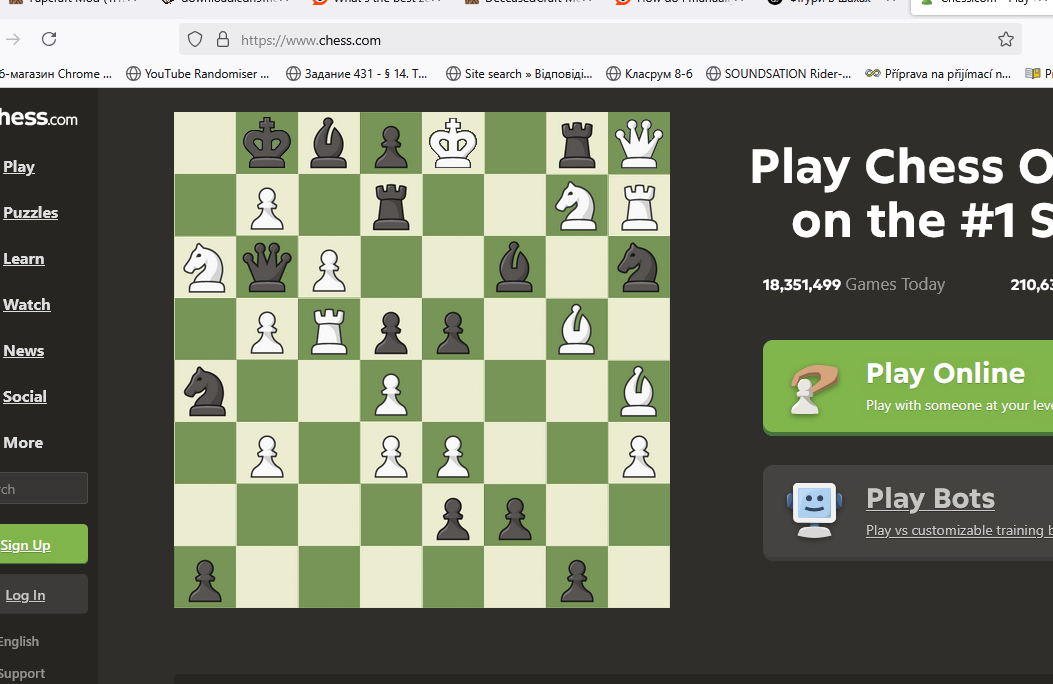 https://www.chess.com
б-магазин Chrome ...
YouTube Randomiser ...
Задание 431 - § 14. Т...
Site search » Відповіді...
Класрум 8-б
SOUNDSATION Rider-...
Příprava na přijímací n...
hess.com
Play
Puzzles
Learn
Watch
News
Social
More
rch
Sign Up
Log In
English
Support
Play Chess O
on the #1 S
18,351,499 Games Today
210,63
Play Online
Play with someone at your leve
Play Bots
Play vs customizable training b